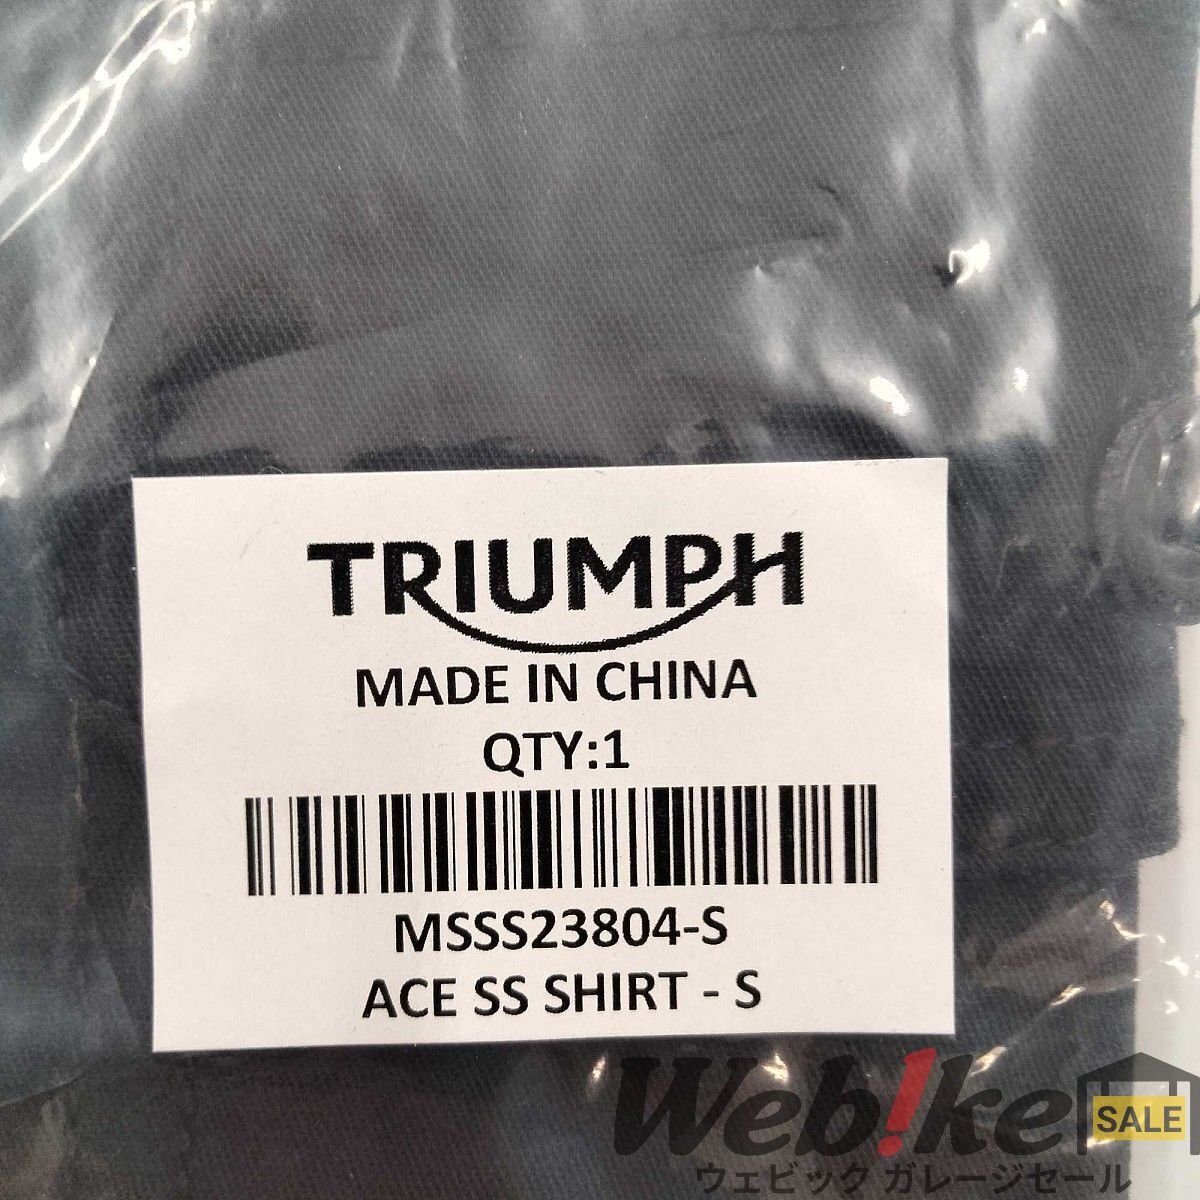 TRIUMPH
MADE IN CHINA
QTY:1
MSSS23804-S
ACE SS SHIRT - S
Web!ke
SALE
ウェビック ガレージセール